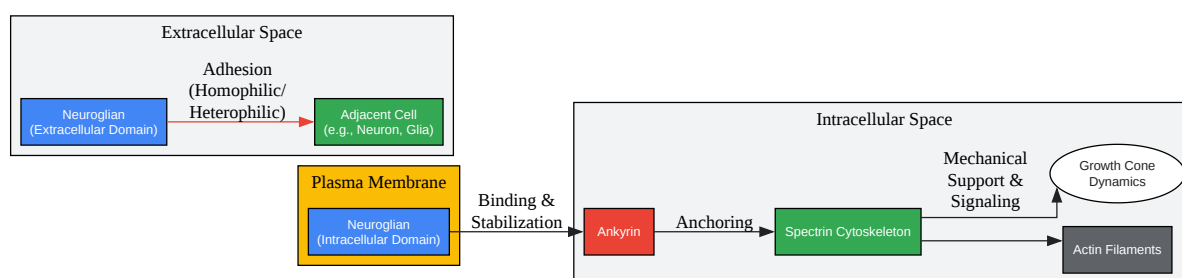 Extracellular Space
Adhesion
(Homophilic/
Heterophilic)
Neuroglian
(Extracellular Domain)
Adjacent Cell
(e.g., Neuron, Glia)
Plasma Membrane
Neuroglian
(Intracellular Domain)
Binding &
Stabilization
Intracellular Space
Ankyrin
Anchoring
Spectrin Cytoskeleton
Mechanical
Support &
Signaling
Growth Cone
Dynamics
Actin Filaments